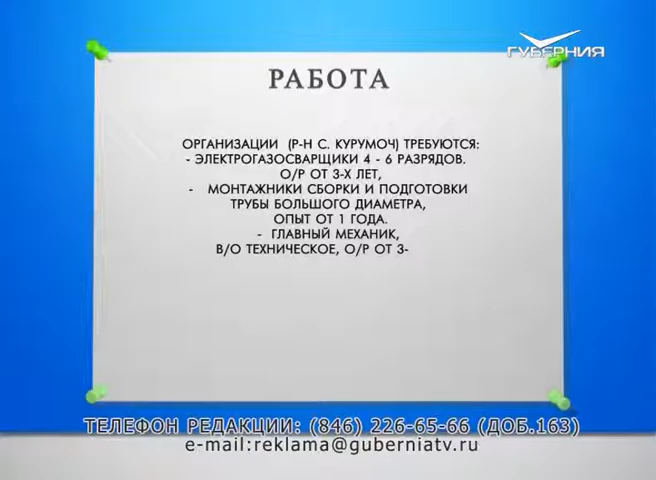 ГУБЕРНИЯ
РАБОТА
ОРГАНИЗАЦИИ (Р-Н С. КУРУМОЧ) ТРЕБУЮТСЯ:
- ЭЛЕКТРОГАЗОСВАРЩИКИ 4 - 6 РАЗРЯДОВ.
О/Р ОТ 3-Х ЛЕТ,
- МОНТАЖНИКИ СБОРКИ И ПОДГОТОВКИ
ТРУБЫ БОЛЬШОГО ДИАМЕТРА,
ОПЫТ ОТ 1 ГОДА.
- ГЛАВНЫЙ МЕХАНИК,
В/О ТЕХНИЧЕСКОЕ, О/Р ОТ 3-
ТЕЛЕФОН РЕДАКЦИИ: (846) 226-65-66 (ДОБ.163)
e-mail:reklama@guberniatv.ru